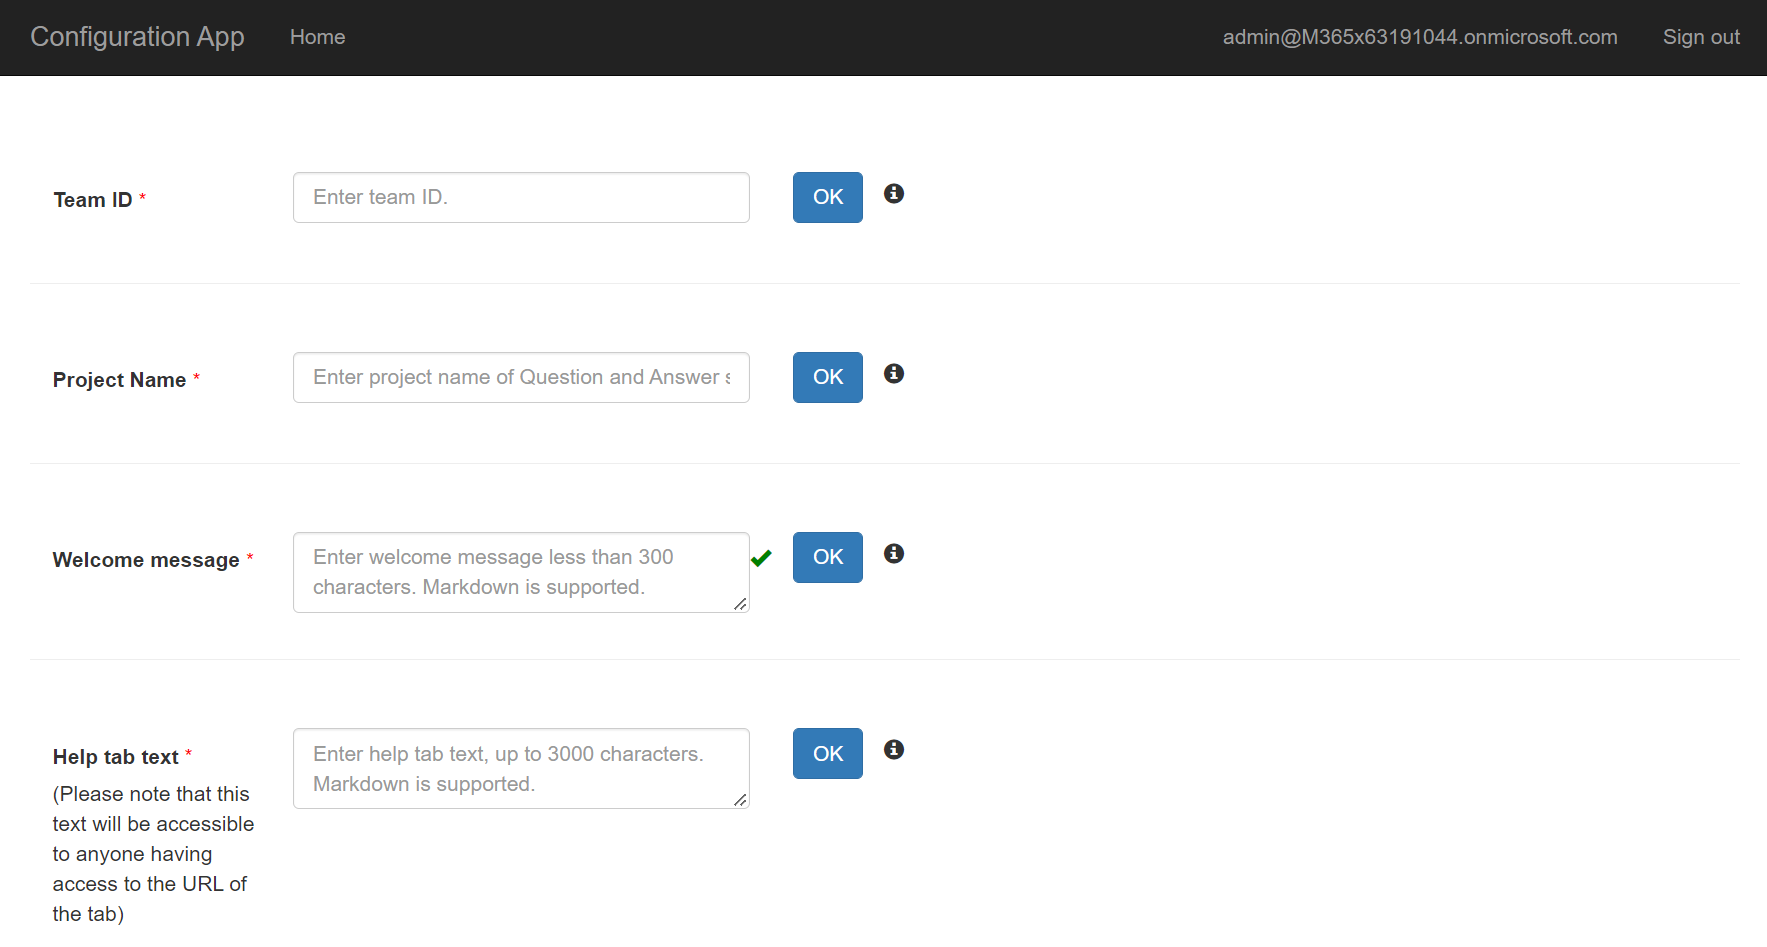 Configuration App Home admin@M365x63191044.onmicrosoft.com Sign out
Team ID * Enter team ID. OK
Project Name * Enter project name of Question and Answer s OK
Welcome message * Enter welcome message less than 300 OK
characters. Markdown is supported.
Help tab text * Enter help tab text, up to 3000 characters. OK
Markdown is supported.
(Please note that this
text will be accessible
to anyone having
access to the URL of
the tab)